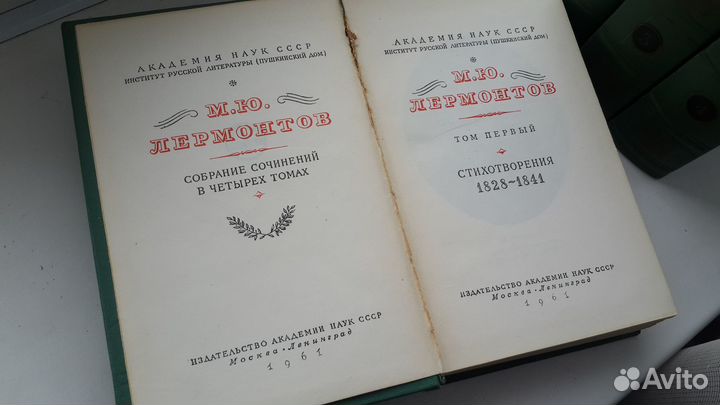 АКАДЕМИЯ НАУК СССР
ИНСТИТУТ РУССКОЙ ЛИТЕРАТУРЫ (ПУШКИНСКИЙ ДОМ)
М.Ю.
ЛЕРМОНТОВ
СОБРАНИЕ СОЧИНЕНИЙ
В ЧЕТЫРЕХ ТОМАХ
ИЗДАТЕЛЬСТВО АКАДЕМИИ НАУК СССР
Москва - Ленинград
1961
АКАДЕМИЯ НАУК СССР
ИНСТИТУТ РУССКОЙ ЛИТЕРАТУРЫ (ПУШКИНСКИЙ ДОМ)
М.Ю.
ЛЕРМОНТОВ
ТОМ ПЕРВЫЙ
СТИХОТВОРЕНИЯ
1828~1841
ИЗДАТЕЛЬСТВО АКАДЕМИИ НАУК СССР
Москва - Ленинград
1961
Avito